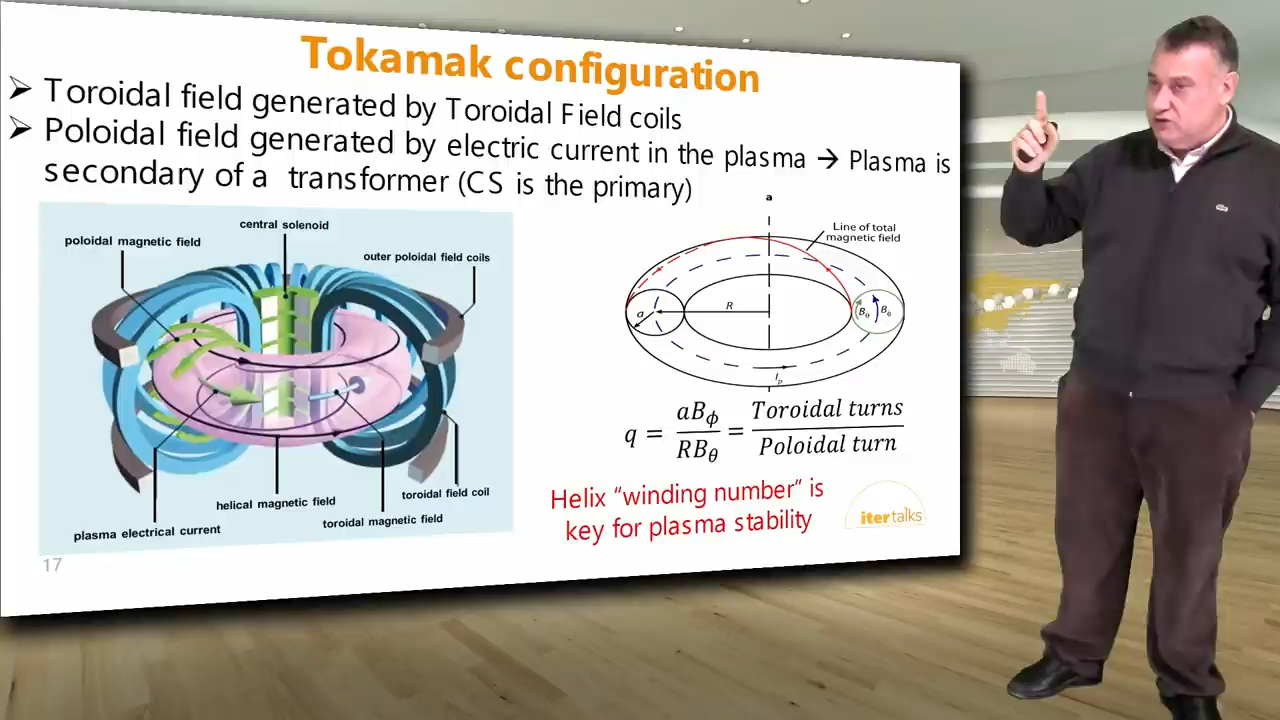 Tokamak configuration
➢ Toroidal field generated by Toroidal Field coils
➢ Poloidal field generated by electric current in the plasma → Plasma is
secondary of a transformer (CS is the primary)
central solenoid
poloidal magnetic field
outer poloidal field coils
helical magnetic field
toroidal field coil
toroidal magnetic field
plasma electrical current
a
Line of total
magnetic field
R
a
Bθ
Bθ
Ip
q = aBϕ / RBθ = Toroidal turns / Poloidal turn
Helix “winding number“ is
key for plasma stability
itertalks
17